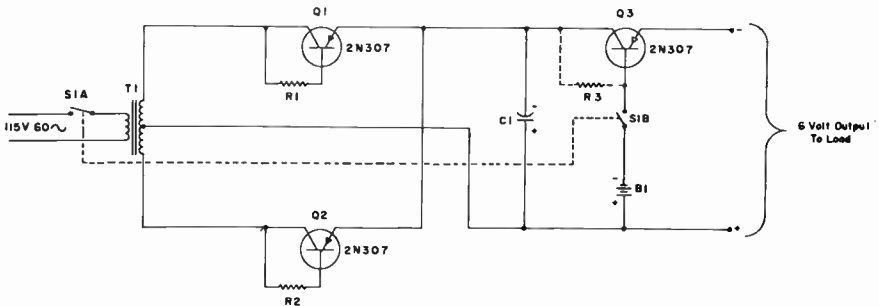 Q1
2N307
R1
Q3
2N307
R3
S1A
T1
115V 60~
C1
-
+
S1B
-
B1
+
-
+
6 Volt Output
To Load
Q2
2N307
R2